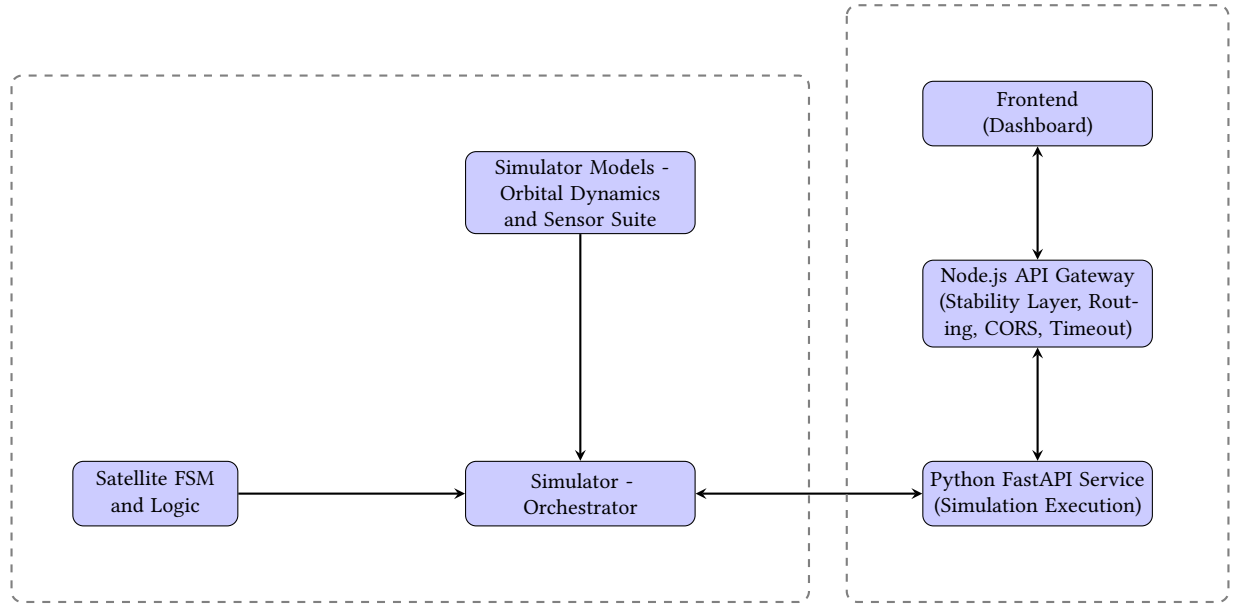 Frontend
(Dashboard)
Simulator Models -
Orbital Dynamics
and Sensor Suite
Node.js API Gateway
(Stability Layer, Rout-
ing, CORS, Timeout)
Satellite FSM
and Logic
Simulator -
Orchestrator
Python FastAPI Service
(Simulation Execution)